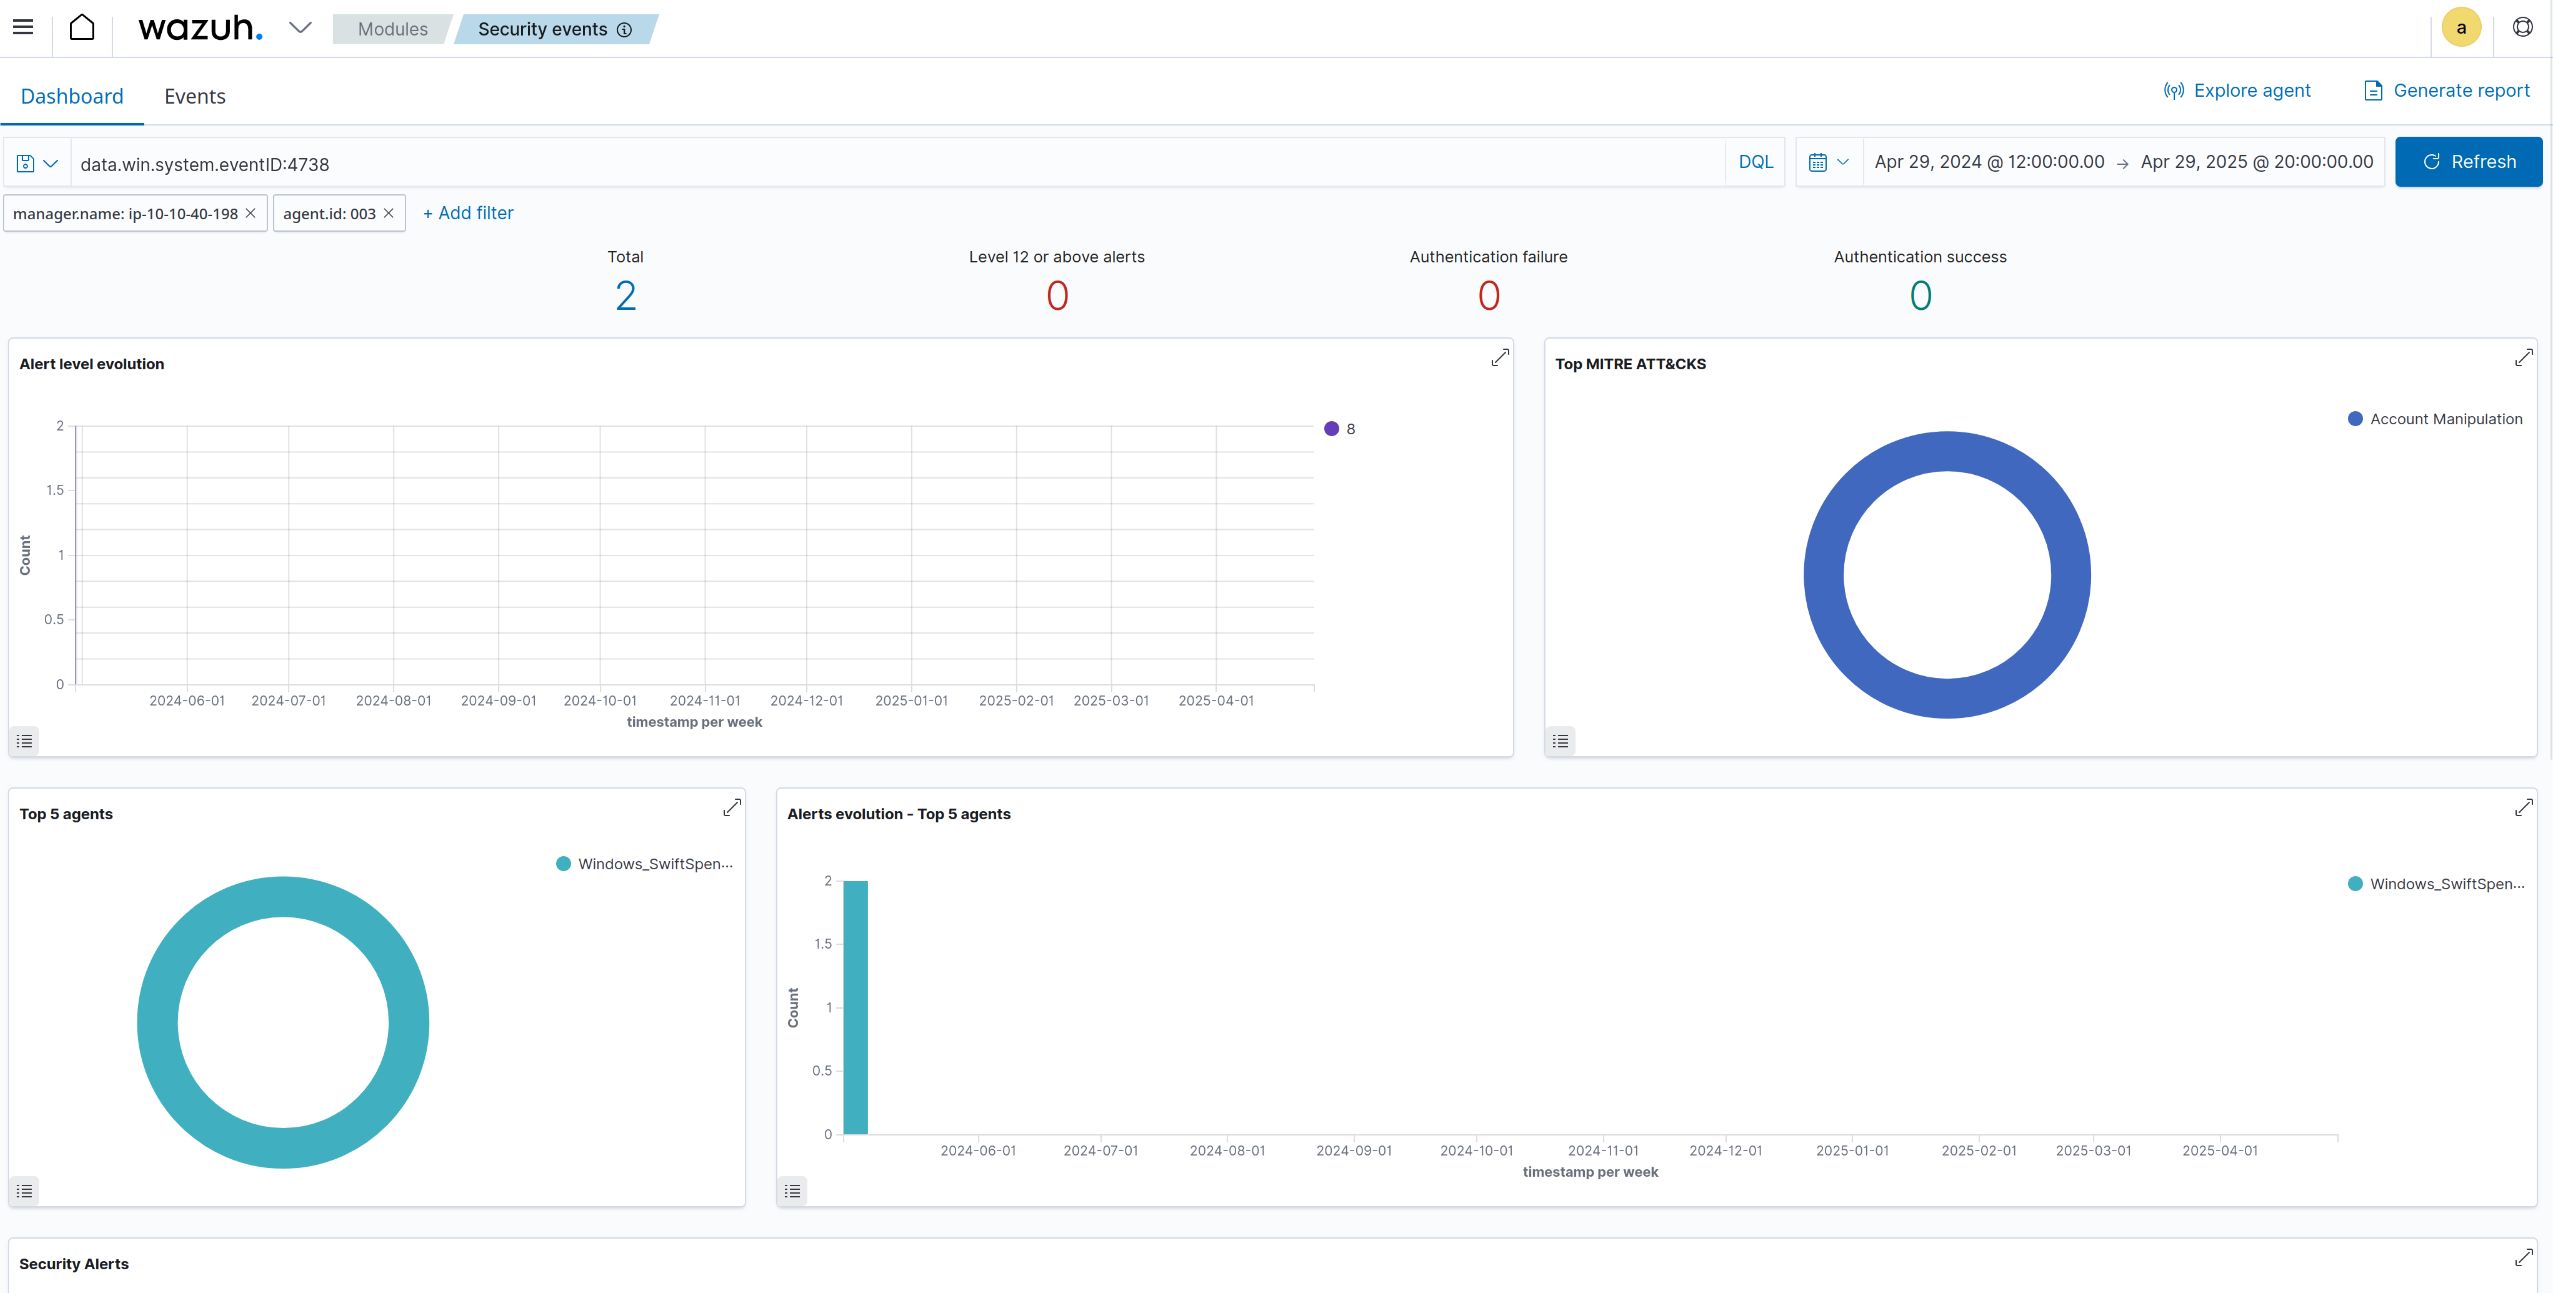 wazuh.
Modules
Security events
a
Dashboard
Events
Explore agent
Generate report
data.win.system.eventID:4738
DQL
Apr 29, 2024 @ 12:00:00.00 → Apr 29, 2025 @ 20:00:00.00
Refresh
manager.name: ip-10-10-40-198 ×
agent.id: 003 ×
+ Add filter
Total
2
Level 12 or above alerts
0
Authentication failure
0
Authentication success
0
Alert level evolution
2
1.5
1
0.5
0
Count
2024-06-01 2024-07-01 2024-08-01 2024-09-01 2024-10-01 2024-11-01 2024-12-01 2025-01-01 2025-02-01 2025-03-01 2025-04-01
timestamp per week
8
Top MITRE ATT&CKS
Account Manipulation
Top 5 agents
Windows_SwiftSpen...
Alerts evolution - Top 5 agents
2
1.5
1
0.5
0
Count
2024-06-01 2024-07-01 2024-08-01 2024-09-01 2024-10-01 2024-11-01 2024-12-01 2025-01-01 2025-02-01 2025-03-01 2025-04-01
timestamp per week
Windows_SwiftSpen...
Security Alerts